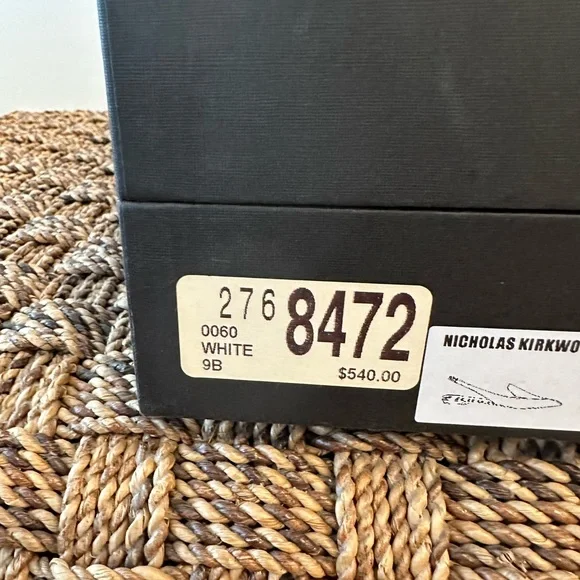 276 8472
0060
WHITE
9B
$540.00
NICHOLAS KIRKWO